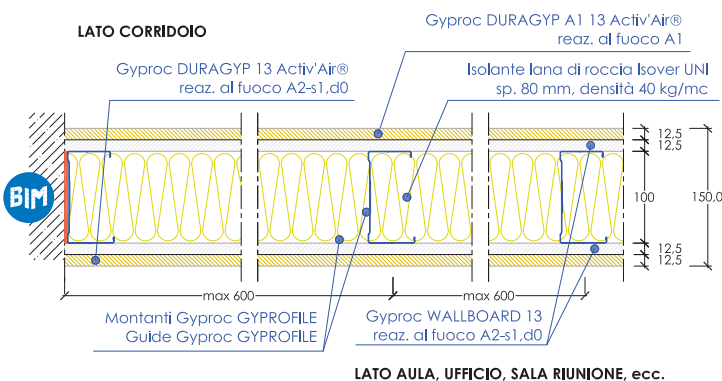 LATO CORRIDOIO
Gyproc DURAGYP A1 13 Activ'Air®
reaz. al fuoco A1
Gyproc DURAGYP 13 Activ'Air®
reaz. al fuoco A2-s1,d0
Isolante lana di roccia Isover UNI
sp. 80 mm, densità 40 kg/mc
12,5
12,5
BIM
100
150,0
12,5
12,5
max 600
max 600
Montanti Gyproc GYPROFILE
Guide Gyproc GYPROFILE
Gyproc WALLBOARD 13
reaz. al fuoco A2-s1,d0
LATO AULA, UFFICIO, SALA RIUNIONE, ecc.